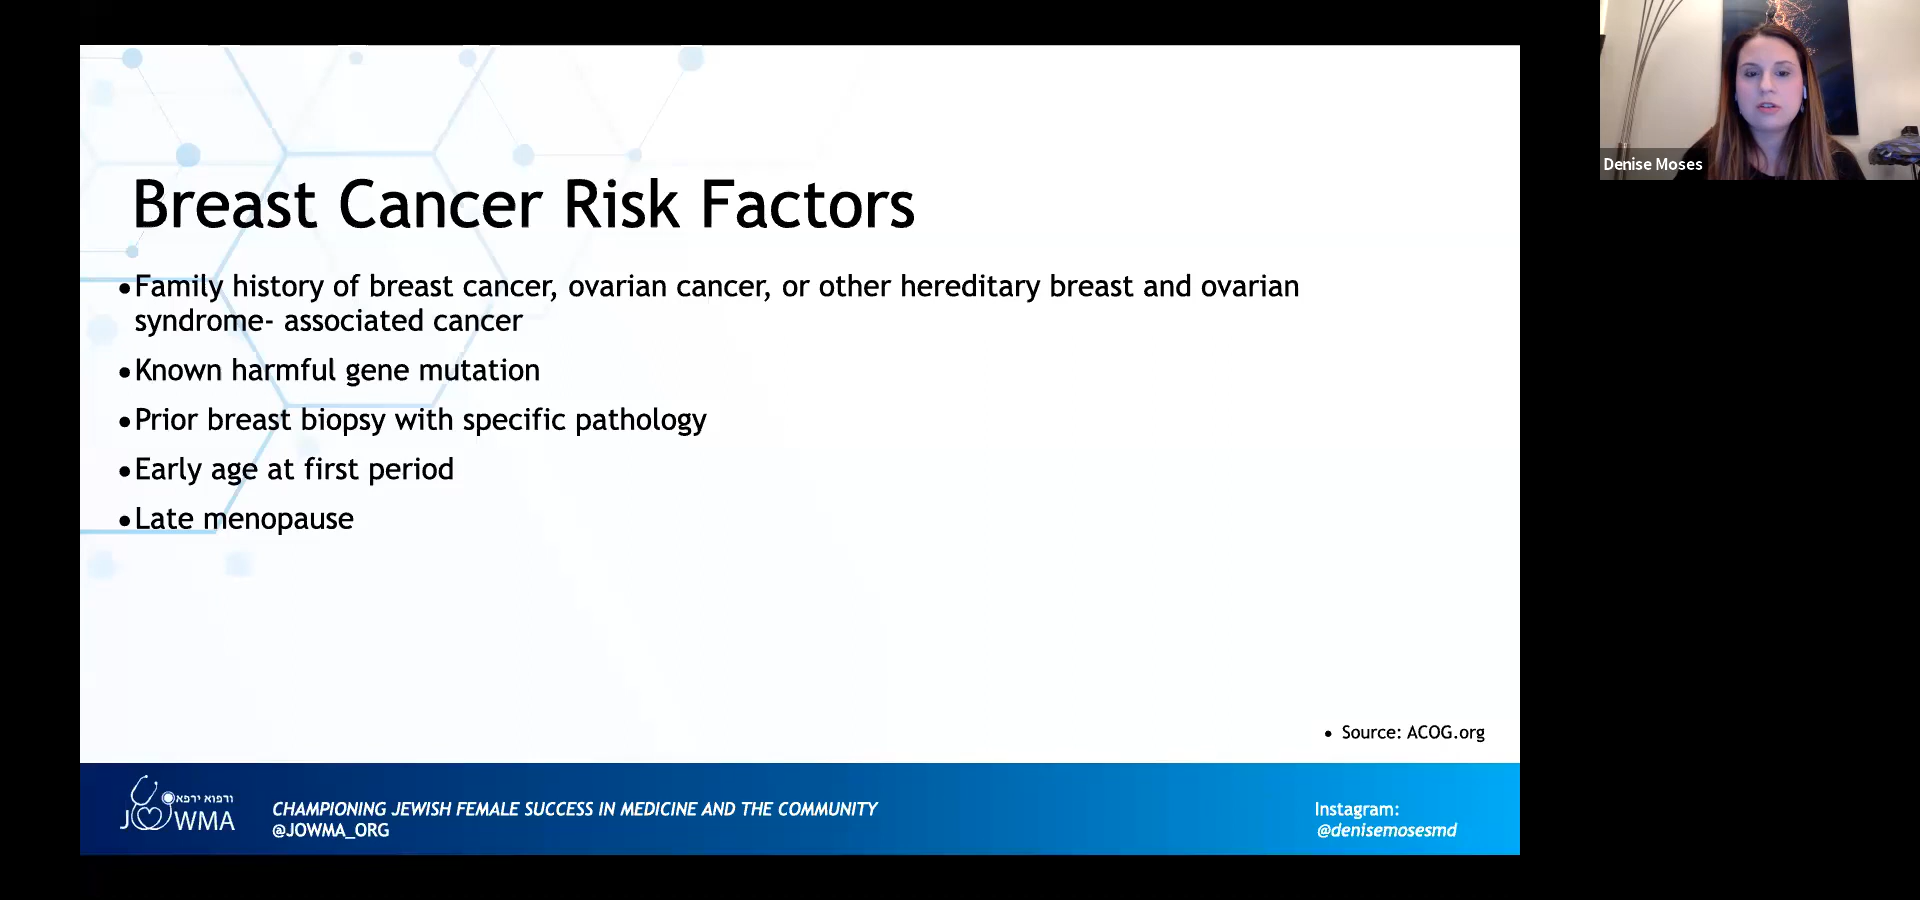 Denise Moses
Breast Cancer Risk Factors
•Family history of breast cancer, ovarian cancer, or other hereditary breast and ovarian
syndrome- associated cancer
•Known harmful gene mutation
•Prior breast biopsy with specific pathology
•Early age at first period
•Late menopause
• Source: ACOG.org
ורפוא ירפא
JOWMA
CHAMPIONING JEWISH FEMALE SUCCESS IN MEDICINE AND THE COMMUNITY
@JOWMA_ORG
Instagram:
@denisemosesmd